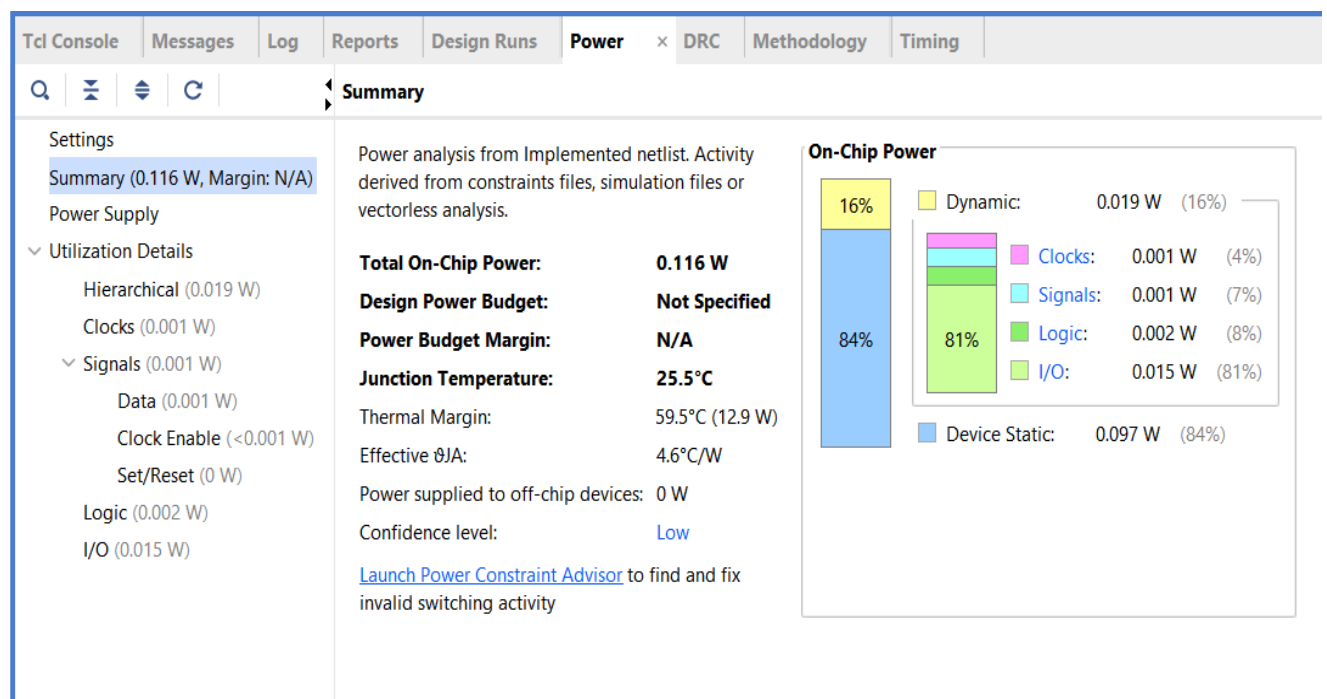 Tcl Console Messages Log Reports Design Runs Power × DRC Methodology Timing
Summary
Settings
Summary (0.116 W, Margin: N/A)
Power Supply
Utilization Details
Hierarchical (0.019 W)
Clocks (0.001 W)
Signals (0.001 W)
Data (0.001 W)
Clock Enable (<0.001 W)
Set/Reset (0 W)
Logic (0.002 W)
I/O (0.015 W)
Power analysis from Implemented netlist. Activity
derived from constraints files, simulation files or
vectorless analysis.
Total On-Chip Power: 0.116 W
Design Power Budget: Not Specified
Power Budget Margin: N/A
Junction Temperature: 25.5°C
Thermal Margin: 59.5°C (12.9 W)
Effective ϑJA: 4.6°C/W
Power supplied to off-chip devices: 0 W
Confidence level: Low
Launch Power Constraint Advisor to find and fix
invalid switching activity
On-Chip Power
16%
84%
Dynamic: 0.019 W (16%)
81%
Clocks: 0.001 W (4%)
Signals: 0.001 W (7%)
Logic: 0.002 W (8%)
I/O: 0.015 W (81%)
Device Static: 0.097 W (84%)